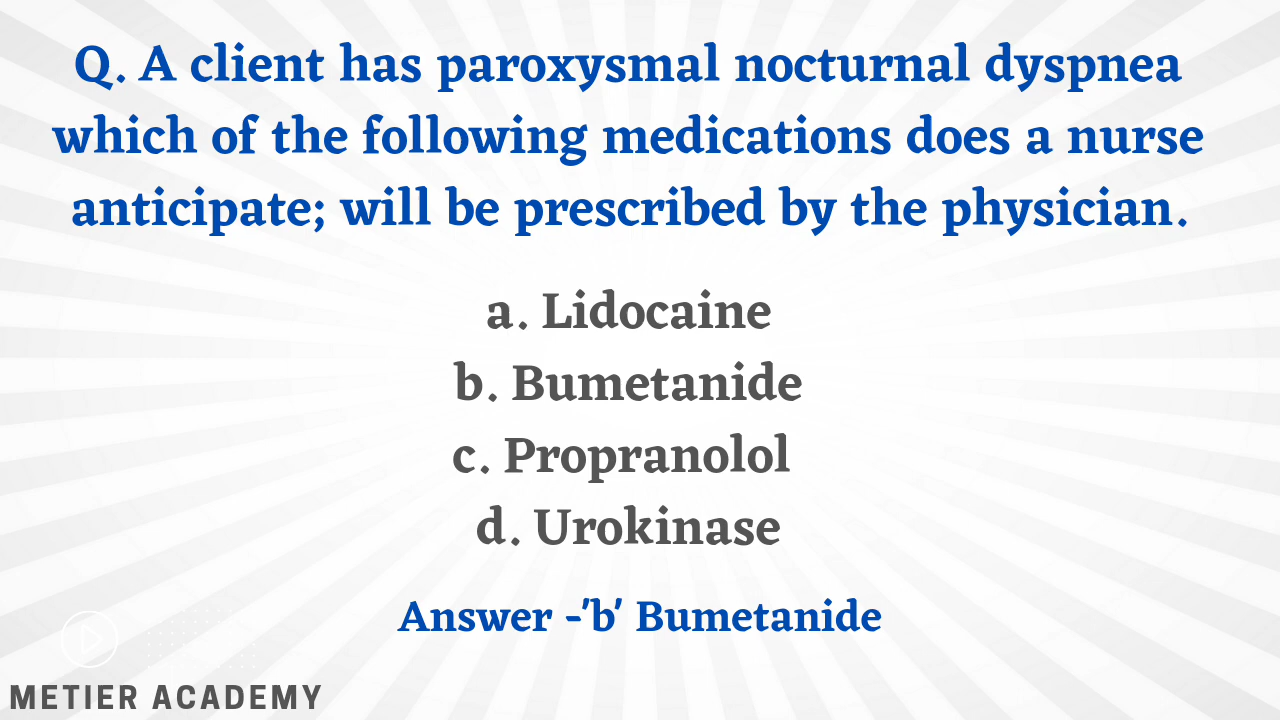 Q. A client has paroxysmal nocturnal dyspnea
which of the following medications does a nurse
anticipate; will be prescribed by the physician.
a. Lidocaine
b. Bumetanide
c. Propranolol
d. Urokinase
Answer -'b' Bumetanide
METIER ACADEMY